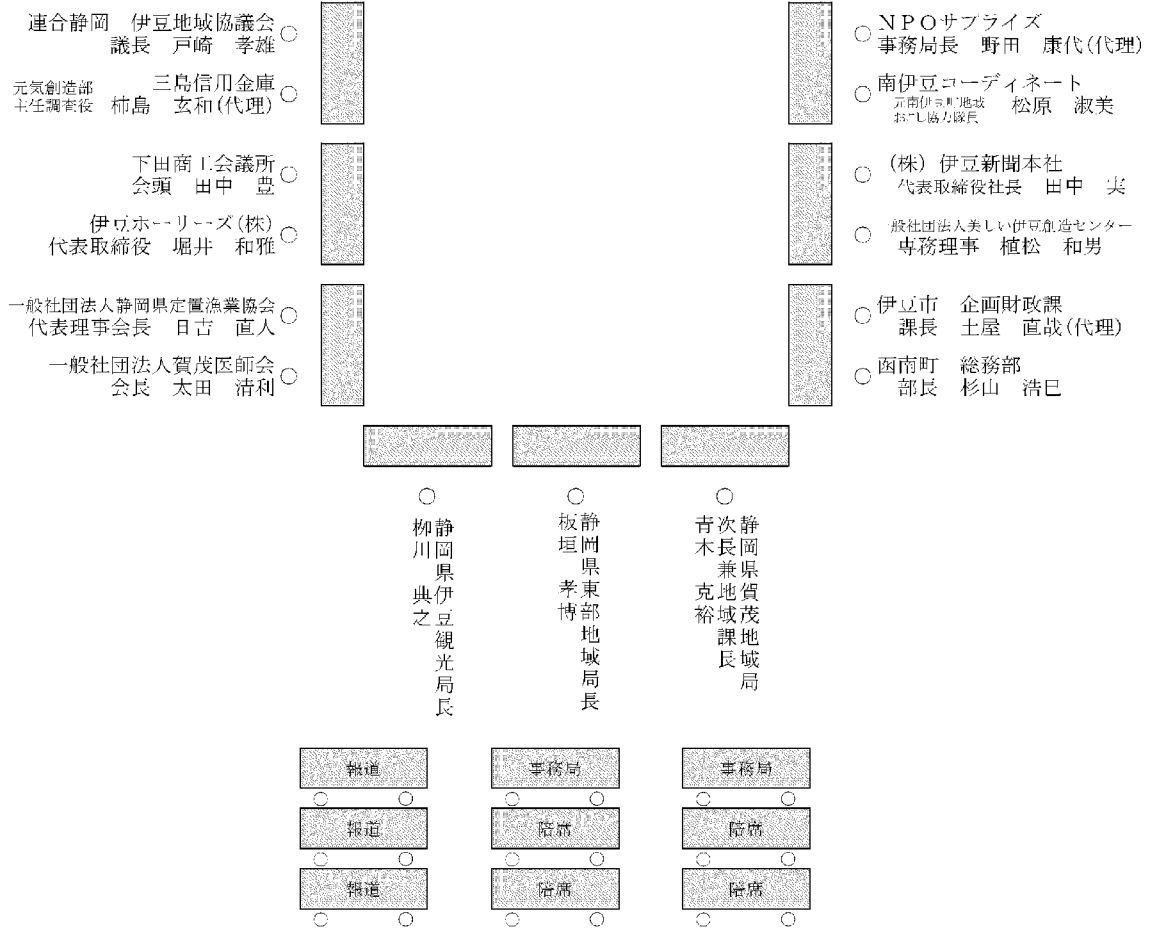 連合静岡　伊豆地域協議会
議長　戸崎　孝雄
三島信用金庫
元気創造部
主任調査役　柿島　玄和(代理)
下田商工会議所
会頭　田中　豊
伊豆ホーリーズ(株)
代表取締役　堀井　和雅
一般社団法人静岡県定置漁業協会
代表理事会長　日吉　直人
一般社団法人賀茂医師会
会長　太田　清利
ＮＰＯサプライズ
事務局長　野田　康代(代理)
南伊豆コーディネート
元南伊豆町地域
おこし協力隊員　松原　淑美
(株)伊豆新聞本社
代表取締役社長　田中　実
一般社団法人美しい伊豆創造センター
専務理事　植松　和男
伊豆市　企画財政課
課長　土屋　直哉(代理)
函南町　総務部
部長　杉山　浩巳
静岡県伊豆観光局長
柳川　典之
静岡県東部地域局長
板垣　孝博
静岡県賀茂地域局
次長兼地域課長
青木　克裕
報道　事務局　事務局
報道　陪席　陪席
報道　陪席　陪席